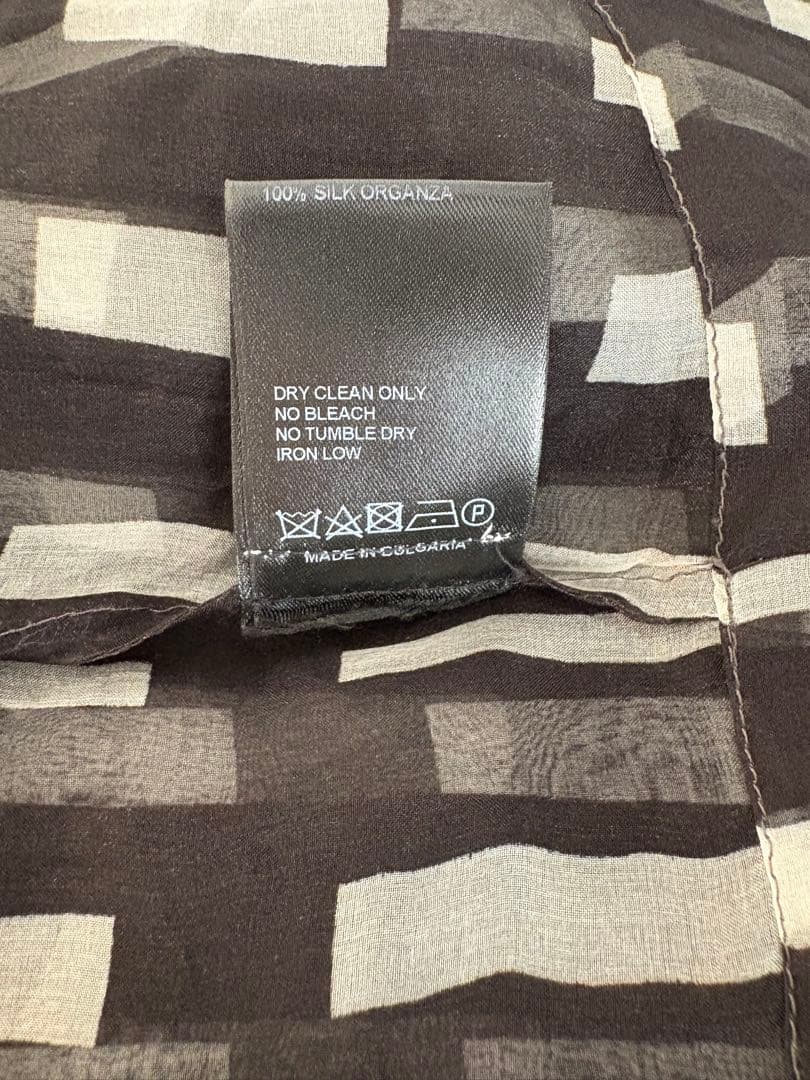 100% SILK ORGANZA
DRY CLEAN ONLY
NO BLEACH
NO TUMBLE DRY
IRON LOW
P
MADE IN BULGARIA